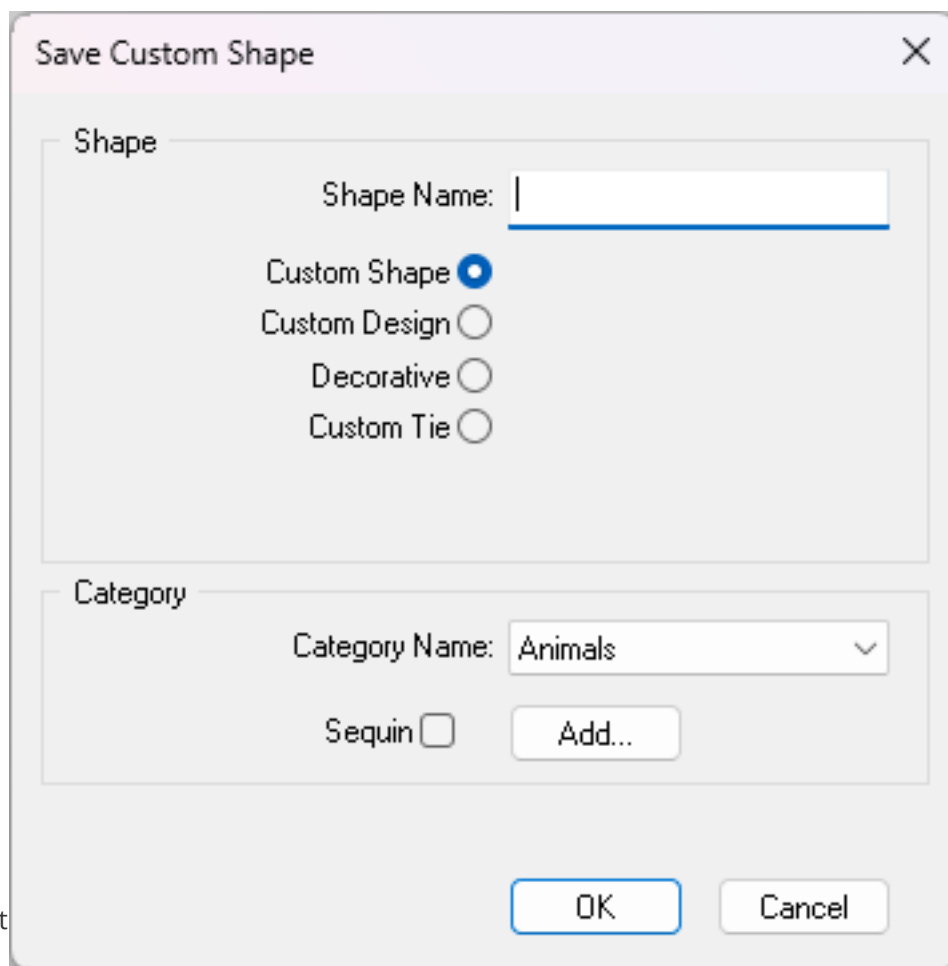 Save Custom Shape
Shape
Shape Name:
Custom Shape
Custom Design
Decorative
Custom Tie
Category
Category Name: Animals
Sequin Add...
t
OK Cancel